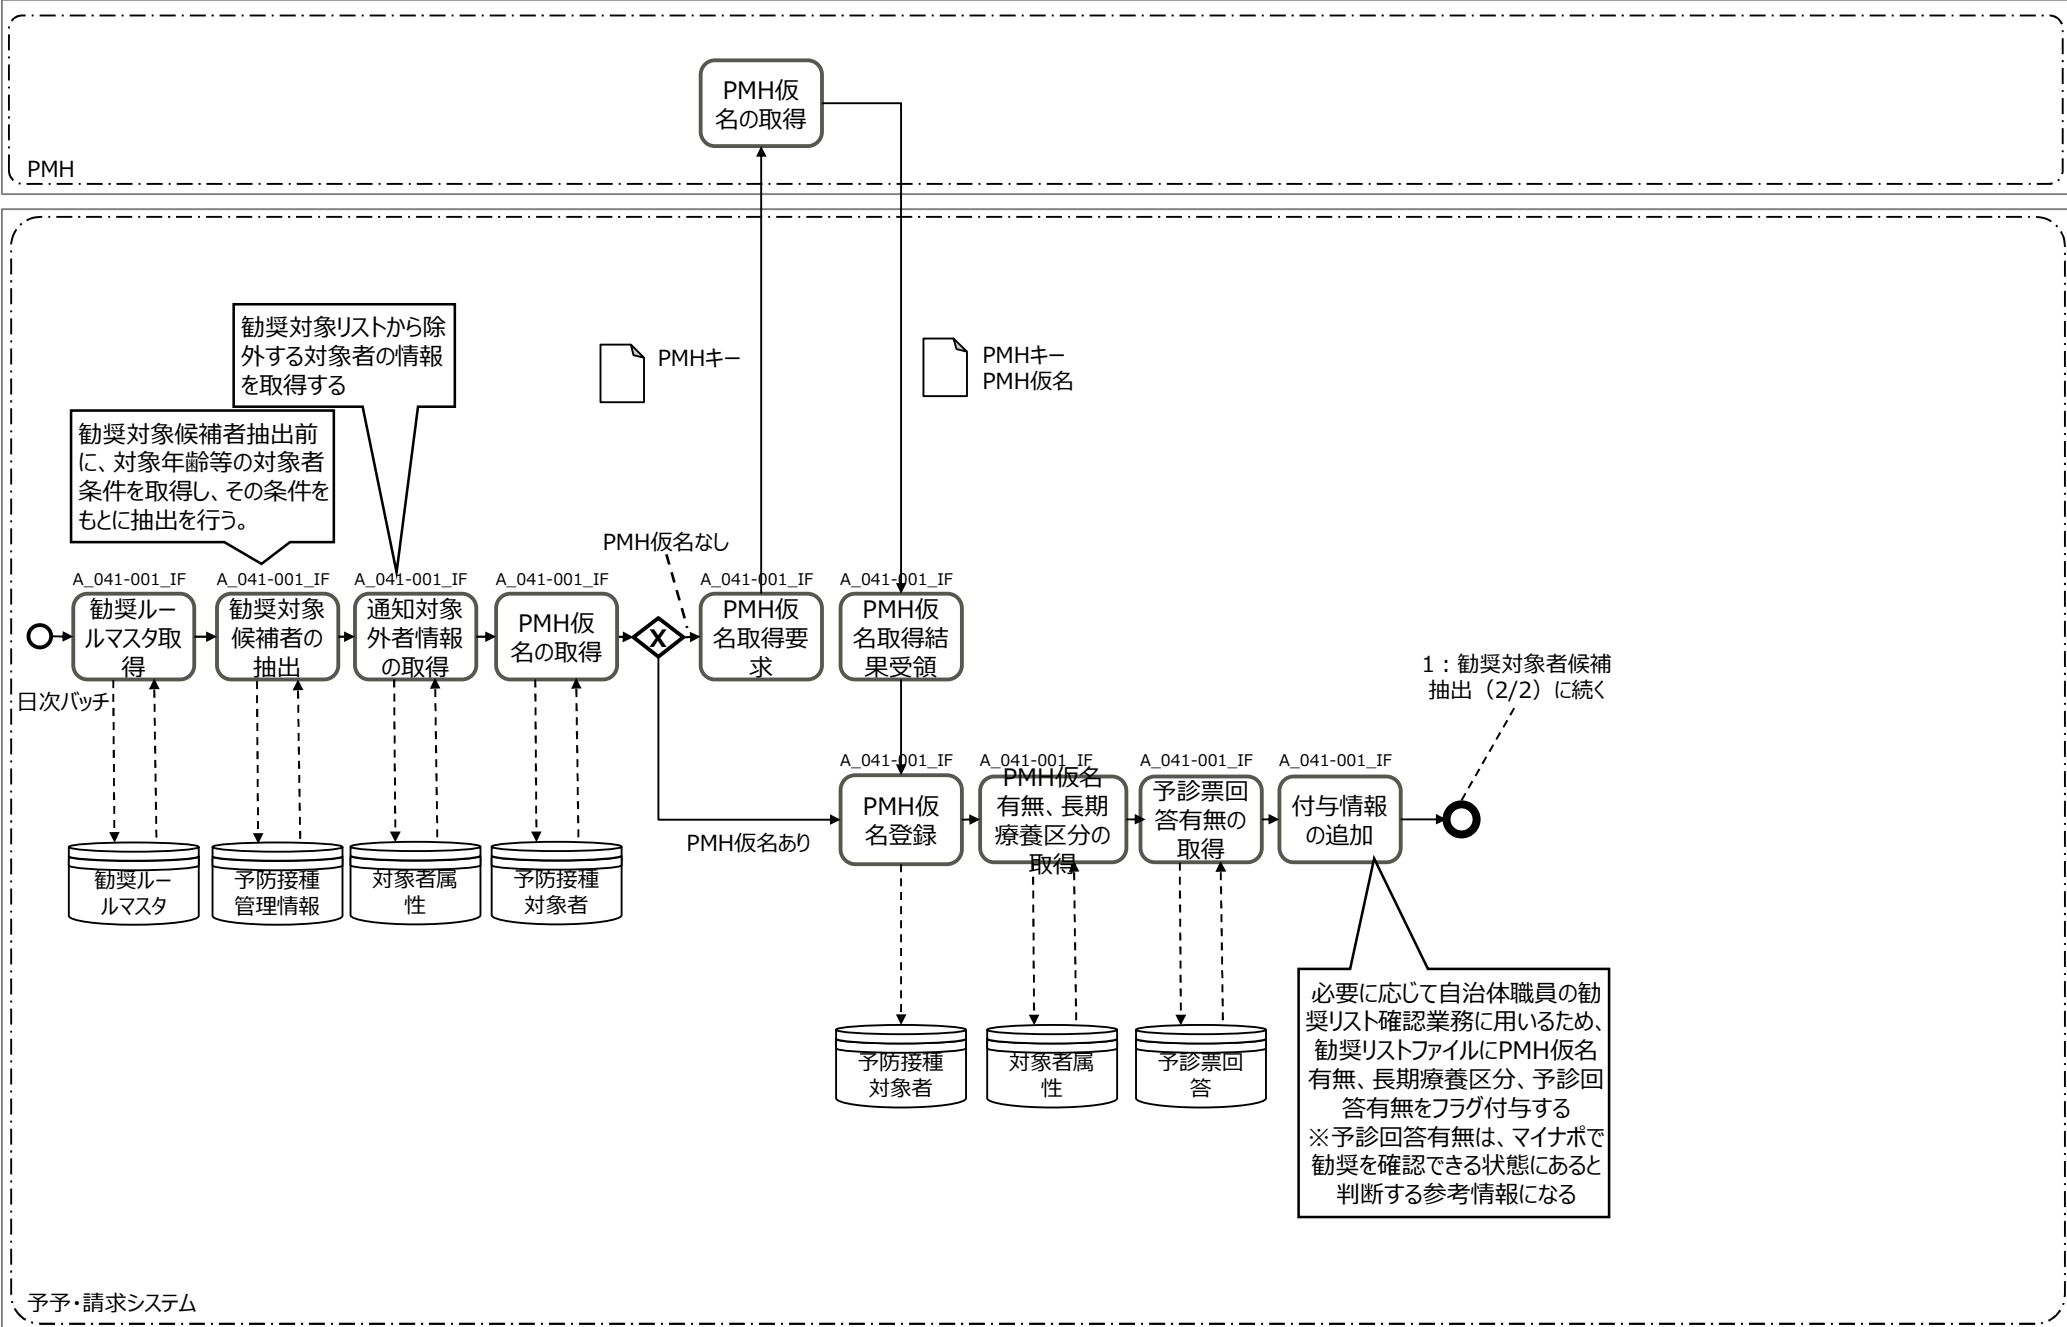 PMH仮
名の取得
PMH
勧奨対象リストから除
外する対象者の情報
を取得する
PMHキー
PMHキー
PMH仮名
勧奨対象候補者抽出前
に、対象年齢等の対象者
条件を取得し、その条件を
もとに抽出を行う。
PMH仮名なし
A_041-001_IF
勧奨ルー
ルマスタ取
得
A_041-001_IF
勧奨対象
候補者の
抽出
A_041-001_IF
通知対象
外者情報
の取得
A_041-001_IF
PMH仮
名の取得
X
A_041-001_IF
PMH仮
名取得要
求
A_041-001_IF
PMH仮
名取得結
果受領
日次バッチ
1：勧奨対象者候補
抽出（2/2）に続く
PMH仮名あり
A_041-001_IF
PMH仮
名登録
A_041-001_IF
PMH仮名
有無、長期
療養区分の
取得
A_041-001_IF
予診票回
答有無の
取得
A_041-001_IF
付与情報
の追加
勧奨ルー
ルマスタ
予防接種
管理情報
対象者属
性
予防接種
対象者
予防接種
対象者
対象者属
性
予診票回
答
必要に応じて自治体職員の勧
奨リスト確認業務に用いるため、
勧奨リストファイルにPMH仮名
有無、長期療養区分、予診回
答有無をフラグ付与する
※予診回答有無は、マイナポで
勧奨を確認できる状態にあると
判断する参考情報になる
予予・請求システム